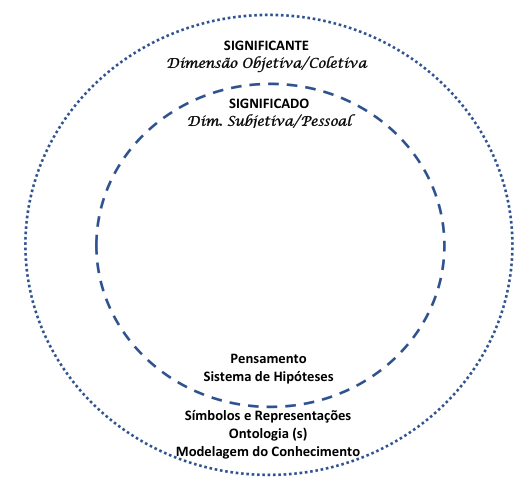 SIGNIFICANTE
Dimensão Objetiva/Coletiva
SIGNIFICADO
Dim. Subjetiva/Pessoal
Pensamento
Sistema de Hipóteses
Símbolos e Representações
Ontologia (s)
Modelagem do Conhecimento